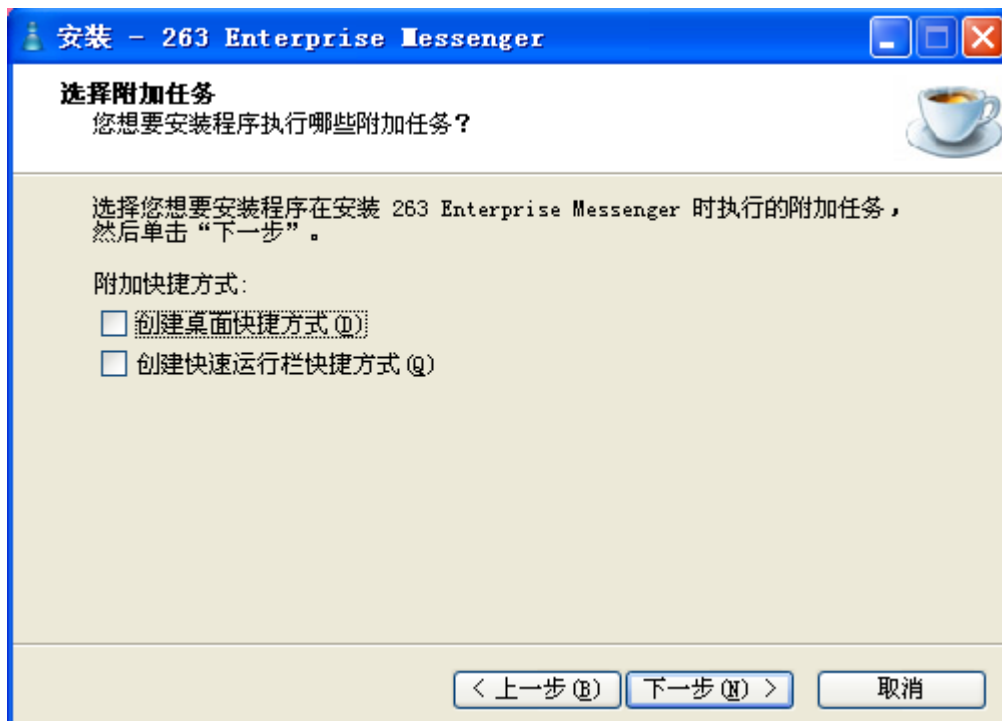 安装 - 263 Enterprise Messenger
选择附加任务
您想要安装程序执行哪些附加任务?
选择您想要安装程序在安装 263 Enterprise Messenger 时执行的附加任务，
然后单击“下一步”。
附加快捷方式:
创建桌面快捷方式(D)
创建快速运行栏快捷方式(Q)
< 上一步(B) 下一步(N) > 取消